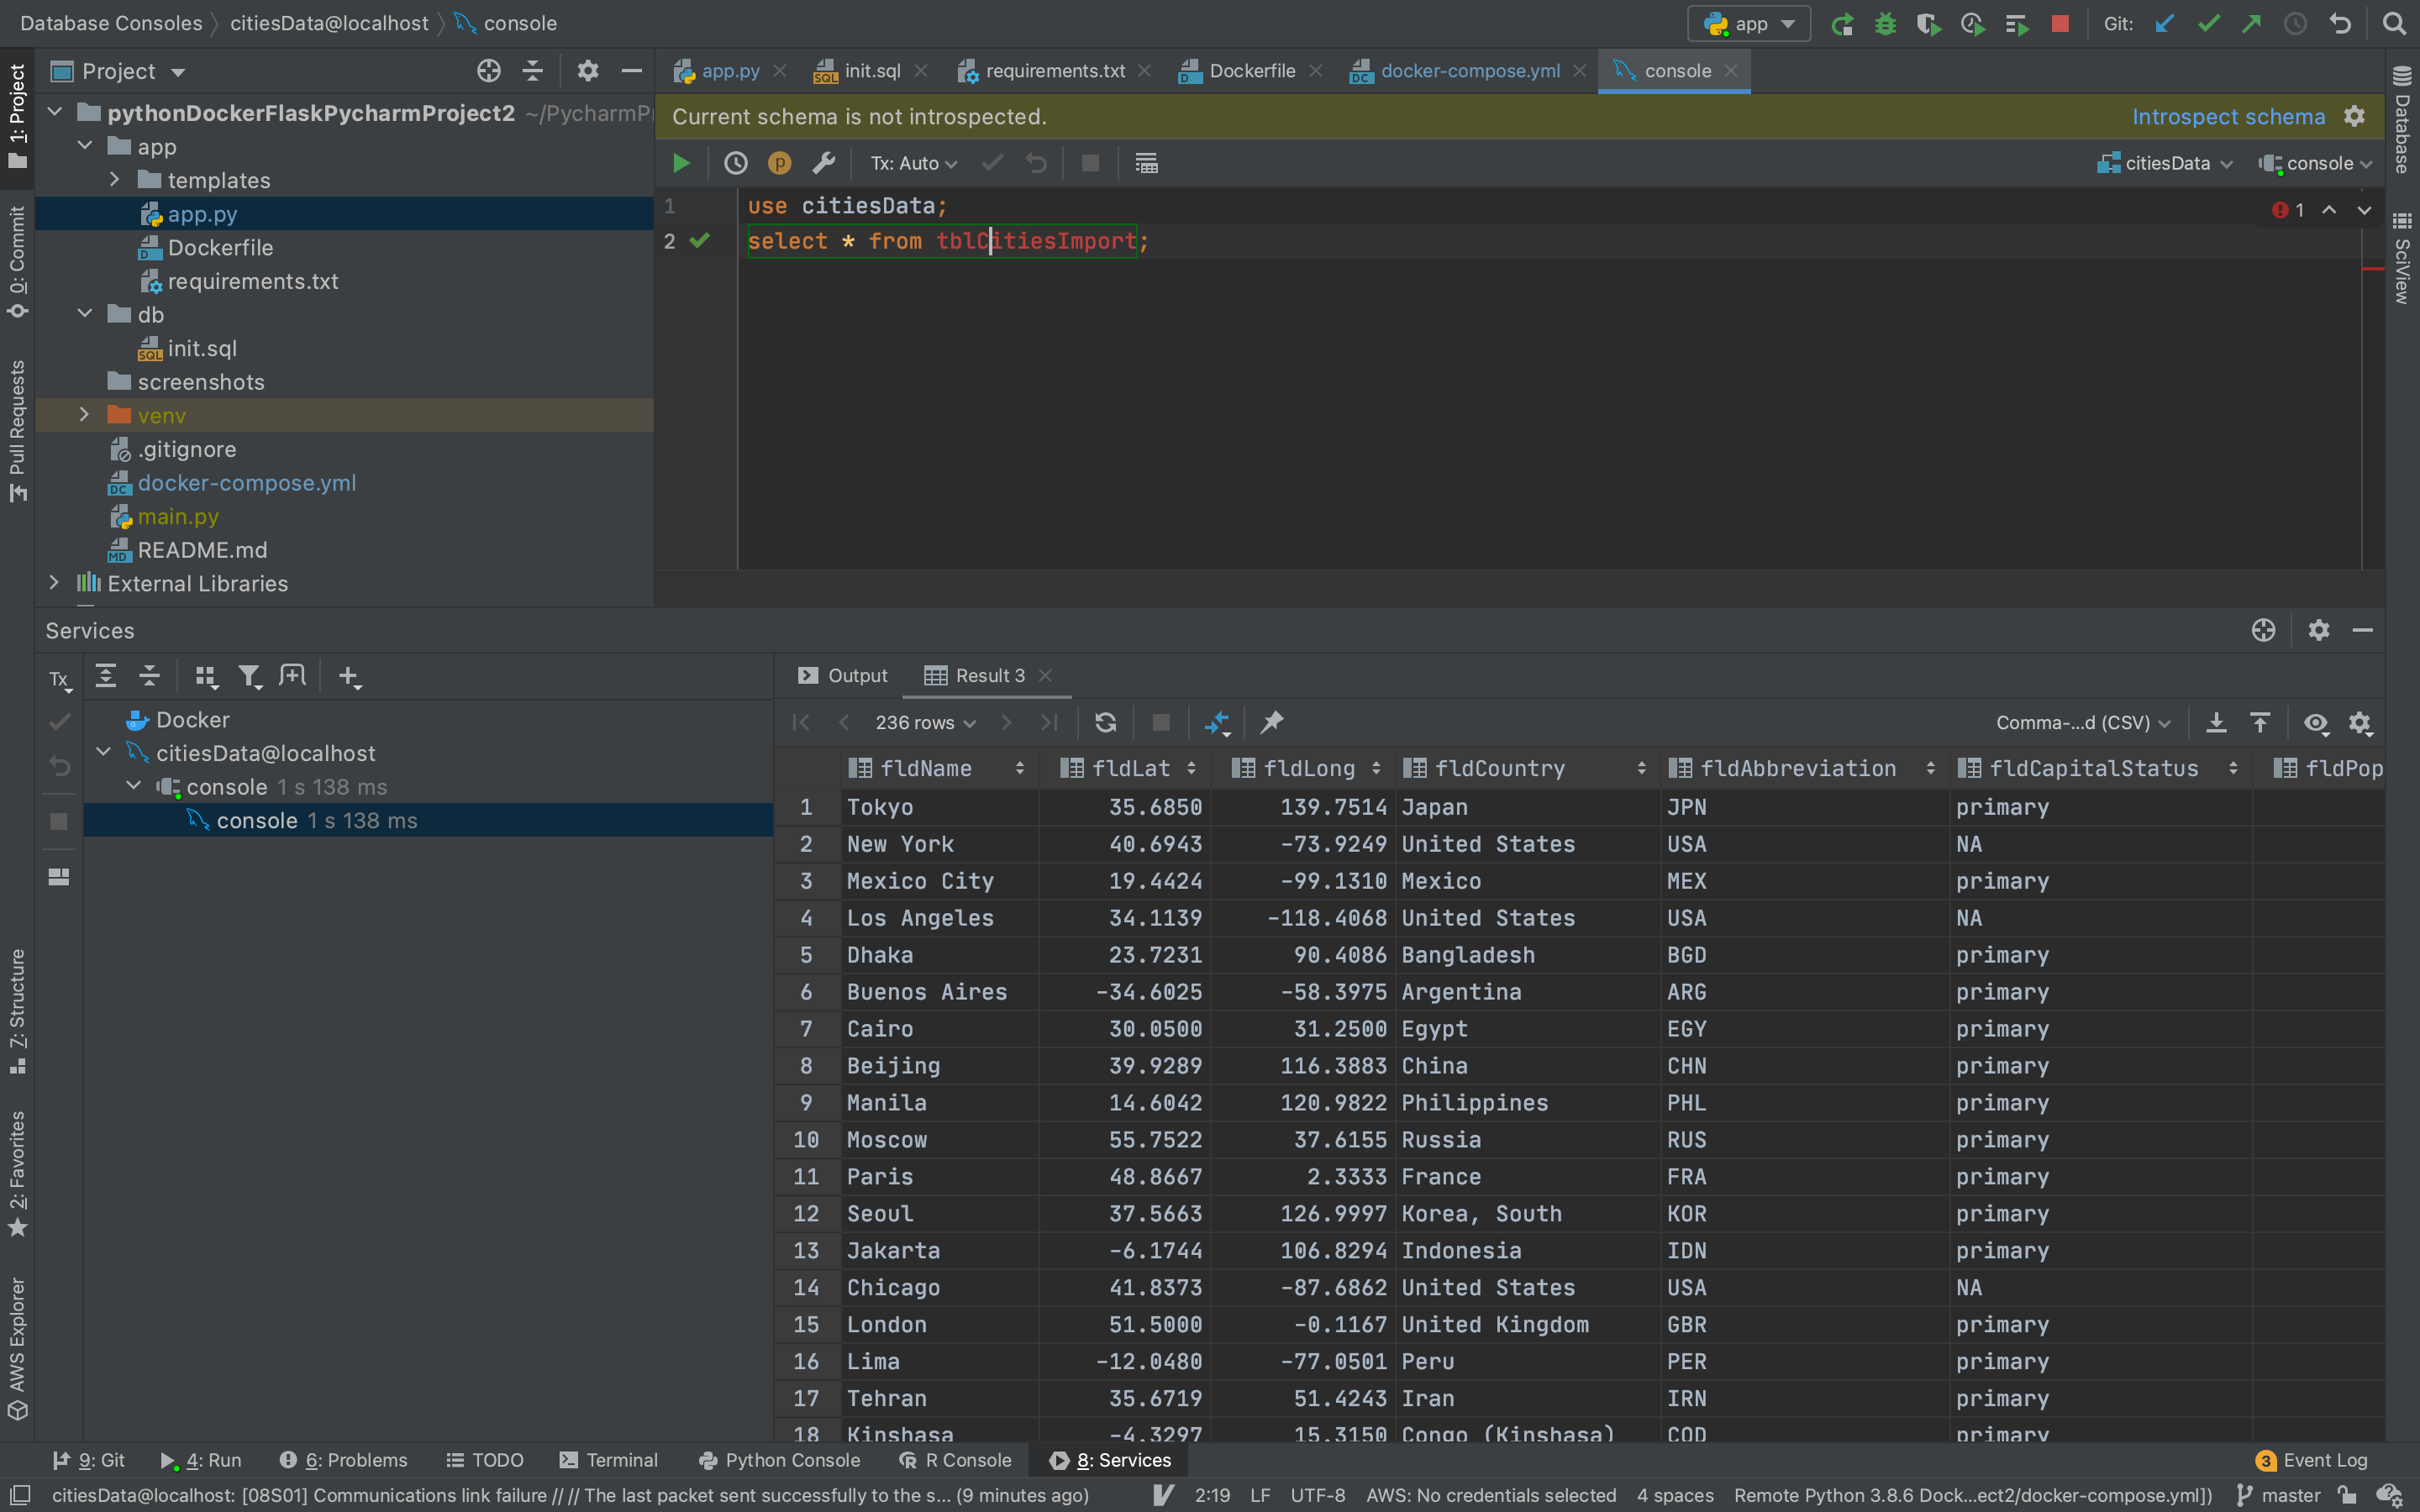 Database Consoles citiesData@localhost console app Git:
Project
app.py init.sql requirements.txt Dockerfile docker-compose.yml console
pythonDockerFlaskPycharmProject2 ~/PycharmP
app
templates
app.py
Dockerfile
requirements.txt
db
init.sql
screenshots
venv
.gitignore
docker-compose.yml
main.py
README.md
External Libraries
Current schema is not introspected. Introspect schema
Tx: Auto citiesData console
1 use citiesData; 1
2 select * from tblCitiesImport;
1: Project
0: Commit
Pull Requests
7: Structure
2: Favorites
AWS Explorer
Database
SciView
Services
Tx
Docker
citiesData@localhost
console 1 s 138 ms
console 1 s 138 ms
Output Result 3
236 rows Comma-...d (CSV)
fldName fldLat fldLong fldCountry fldAbbreviation fldCapitalStatus fldPop
1 Tokyo 35.6850 139.7514 Japan JPN primary
2 New York 40.6943 -73.9249 United States USA NA
3 Mexico City 19.4424 -99.1310 Mexico MEX primary
4 Los Angeles 34.1139 -118.4068 United States USA NA
5 Dhaka 23.7231 90.4086 Bangladesh BGD primary
6 Buenos Aires -34.6025 -58.3975 Argentina ARG primary
7 Cairo 30.0500 31.2500 Egypt EGY primary
8 Beijing 39.9289 116.3883 China CHN primary
9 Manila 14.6042 120.9822 Philippines PHL primary
10 Moscow 55.7522 37.6155 Russia RUS primary
11 Paris 48.8667 2.3333 France FRA primary
12 Seoul 37.5663 126.9997 Korea, South KOR primary
13 Jakarta -6.1744 106.8294 Indonesia IDN primary
14 Chicago 41.8373 -87.6862 United States USA NA
15 London 51.5000 -0.1167 United Kingdom GBR primary
16 Lima -12.0480 -77.0501 Peru PER primary
17 Tehran 35.6719 51.4243 Iran IRN primary
18 Kinshasa -4.3297 15.3150 Congo (Kinshasa) COD primary
9: Git 4: Run 6: Problems TODO Terminal Python Console R Console 8: Services 3 Event Log
citiesData@localhost: [08S01] Communications link failure // // The last packet sent successfully to the s... (9 minutes ago) 2:19 LF UTF-8 AWS: No credentials selected 4 spaces Remote Python 3.8.6 Dock...ect2/docker-compose.yml]) master